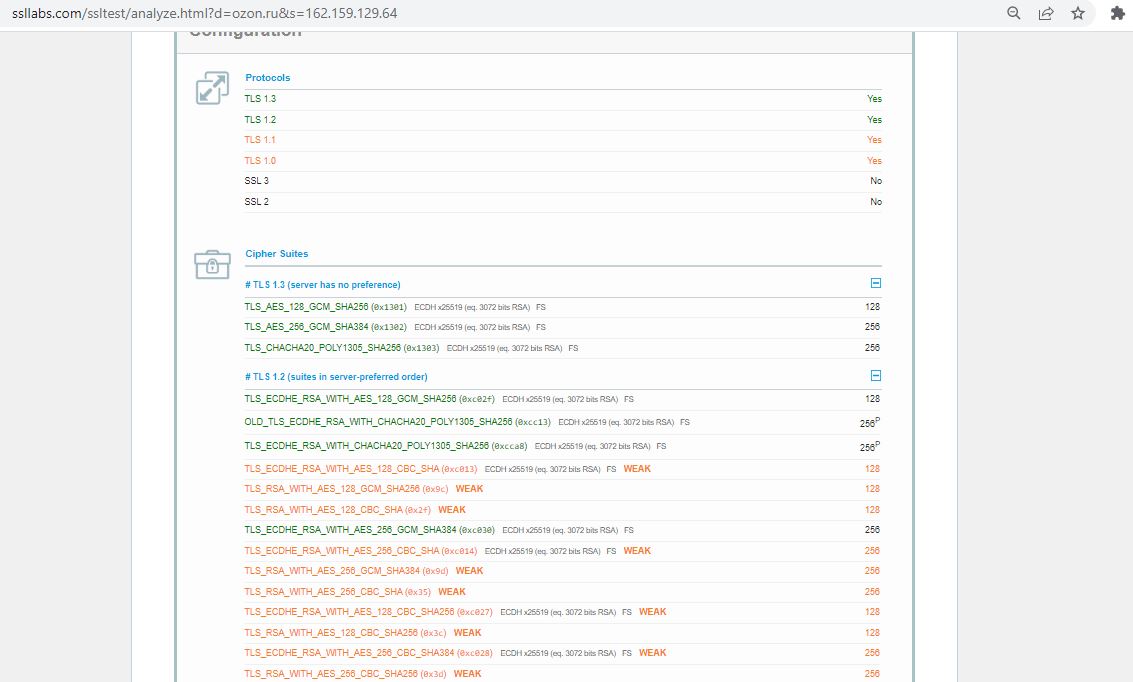 ssllabs.com/ssltest/analyze.html?d=ozon.ru&s=162.159.129.64
Configuration
Protocols
TLS 1.3 Yes
TLS 1.2 Yes
TLS 1.1 Yes
TLS 1.0 Yes
SSL 3 No
SSL 2 No
Cipher Suites
# TLS 1.3 (server has no preference)
TLS_AES_128_GCM_SHA256 (0x1301) ECDH x25519 (eq. 3072 bits RSA) FS 128
TLS_AES_256_GCM_SHA384 (0x1302) ECDH x25519 (eq. 3072 bits RSA) FS 256
TLS_CHACHA20_POLY1305_SHA256 (0x1303) ECDH x25519 (eq. 3072 bits RSA) FS 256
# TLS 1.2 (suites in server-preferred order)
TLS_ECDHE_RSA_WITH_AES_128_GCM_SHA256 (0xc02f) ECDH x25519 (eq. 3072 bits RSA) FS 128
OLD_TLS_ECDHE_RSA_WITH_CHACHA20_POLY1305_SHA256 (0xcc13) ECDH x25519 (eq. 3072 bits RSA) FS 256P
TLS_ECDHE_RSA_WITH_CHACHA20_POLY1305_SHA256 (0xcca8) ECDH x25519 (eq. 3072 bits RSA) FS 256P
TLS_ECDHE_RSA_WITH_AES_128_CBC_SHA (0xc013) ECDH x25519 (eq. 3072 bits RSA) FS WEAK 128
TLS_RSA_WITH_AES_128_GCM_SHA256 (0x9c) WEAK 128
TLS_RSA_WITH_AES_128_CBC_SHA (0x2f) WEAK 128
TLS_ECDHE_RSA_WITH_AES_256_GCM_SHA384 (0xc030) ECDH x25519 (eq. 3072 bits RSA) FS 256
TLS_ECDHE_RSA_WITH_AES_256_CBC_SHA (0xc014) ECDH x25519 (eq. 3072 bits RSA) FS WEAK 256
TLS_RSA_WITH_AES_256_GCM_SHA384 (0x9d) WEAK 256
TLS_RSA_WITH_AES_256_CBC_SHA (0x35) WEAK 256
TLS_ECDHE_RSA_WITH_AES_128_CBC_SHA256 (0xc027) ECDH x25519 (eq. 3072 bits RSA) FS WEAK 128
TLS_RSA_WITH_AES_128_CBC_SHA256 (0x3c) WEAK 128
TLS_ECDHE_RSA_WITH_AES_256_CBC_SHA384 (0xc028) ECDH x25519 (eq. 3072 bits RSA) FS WEAK 256
TLS_RSA_WITH_AES_256_CBC_SHA256 (0x3d) WEAK 256